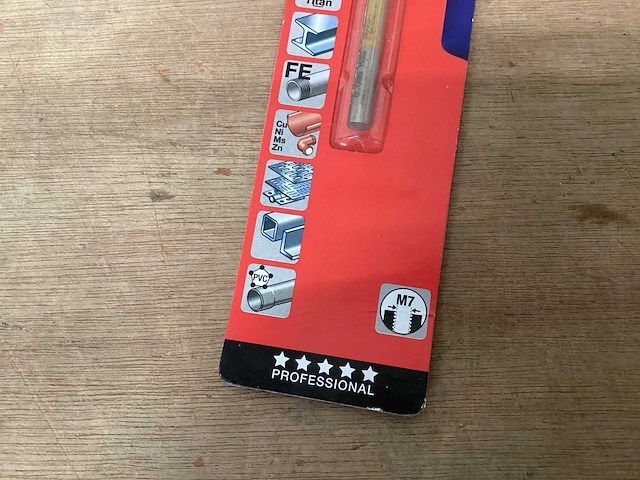 Titan
FE
Cu
Ni
Ms
Zn
PVC
M7
PROFESSIONAL